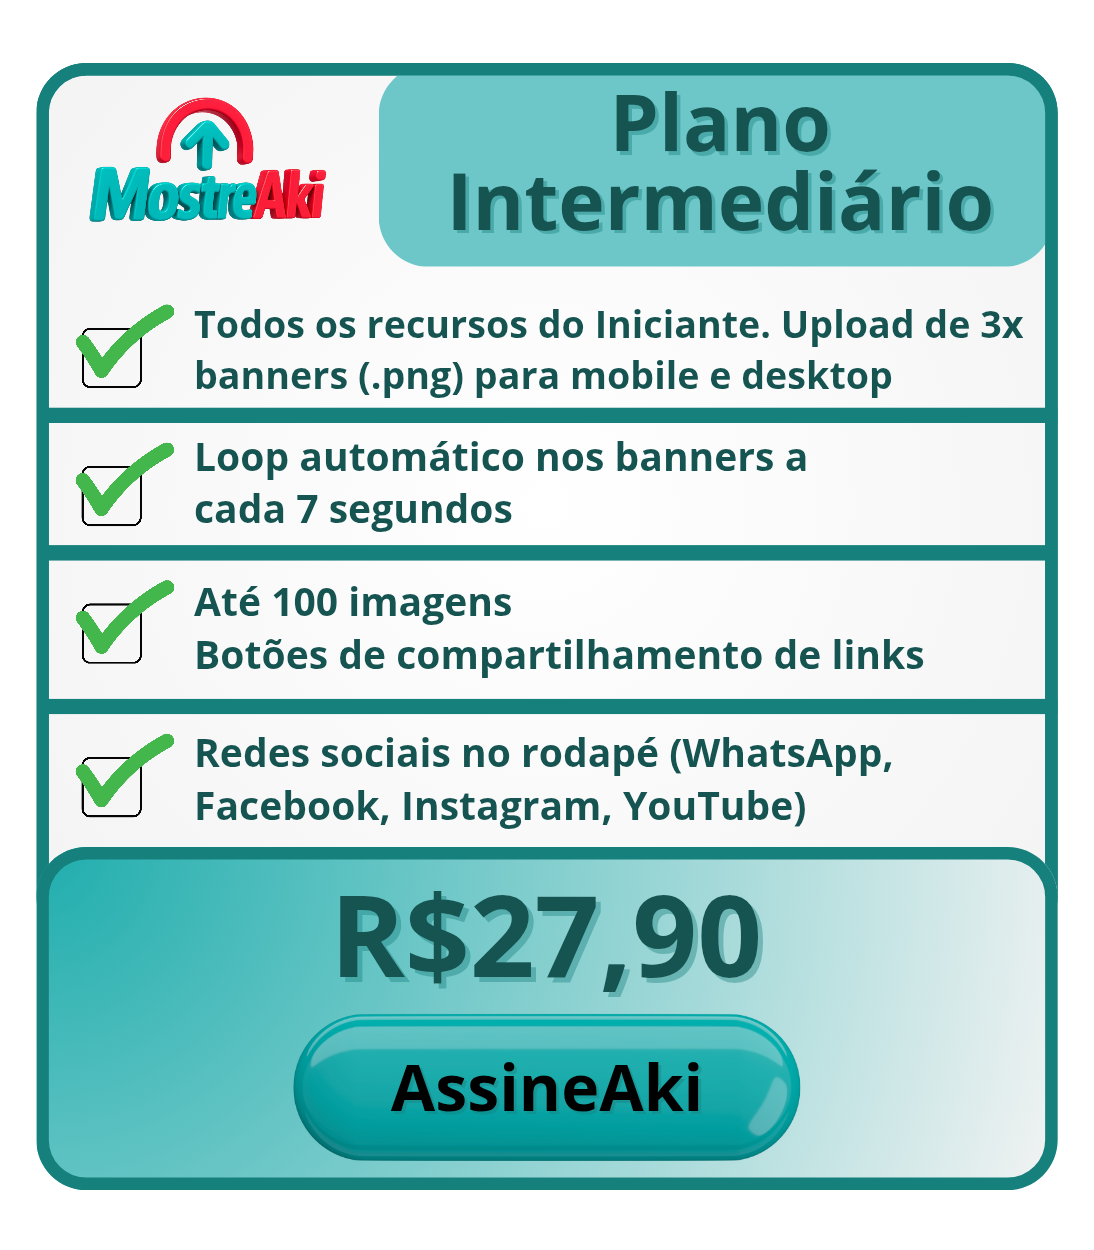 MostreAki
Plano
Intermediário
Todos os recursos do Iniciante. Upload de 3x
banners (.png) para mobile e desktop
Loop automático nos banners a
cada 7 segundos
Até 100 imagens
Botões de compartilhamento de links
Redes sociais no rodapé (WhatsApp,
Facebook, Instagram, YouTube)
R$27,90
AssineAki